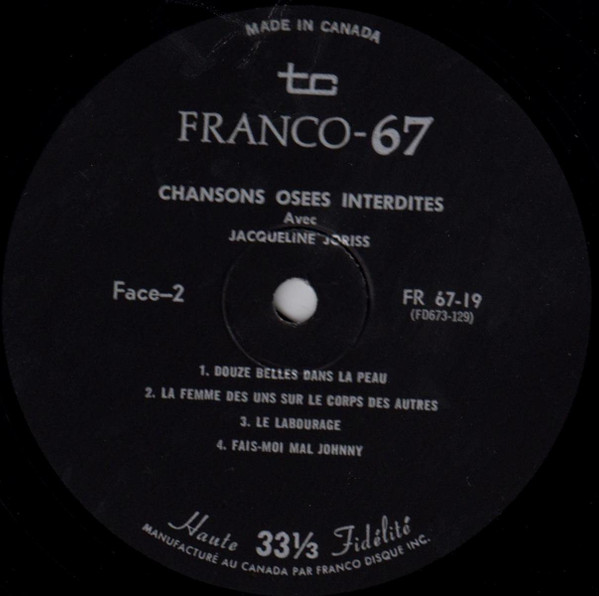 MADE IN CANADA
tc
FRANCO-67
CHANSONS OSEES INTERDITES
Avec
JACQUELINE JORISS
Face-2
FR 67-19
(FD673-129)
1. DOUZE BELLES DANS LA PEAU
2. LA FEMME DES UNS SUR LE CORPS DES AUTRES
3. LE LABOURAGE
4. FAIS-MOI MAL JOHNNY
Haute 33⅓ Fidélité
MANUFACTURÉ AU CANADA PAR FRANCO DISQUE INC.